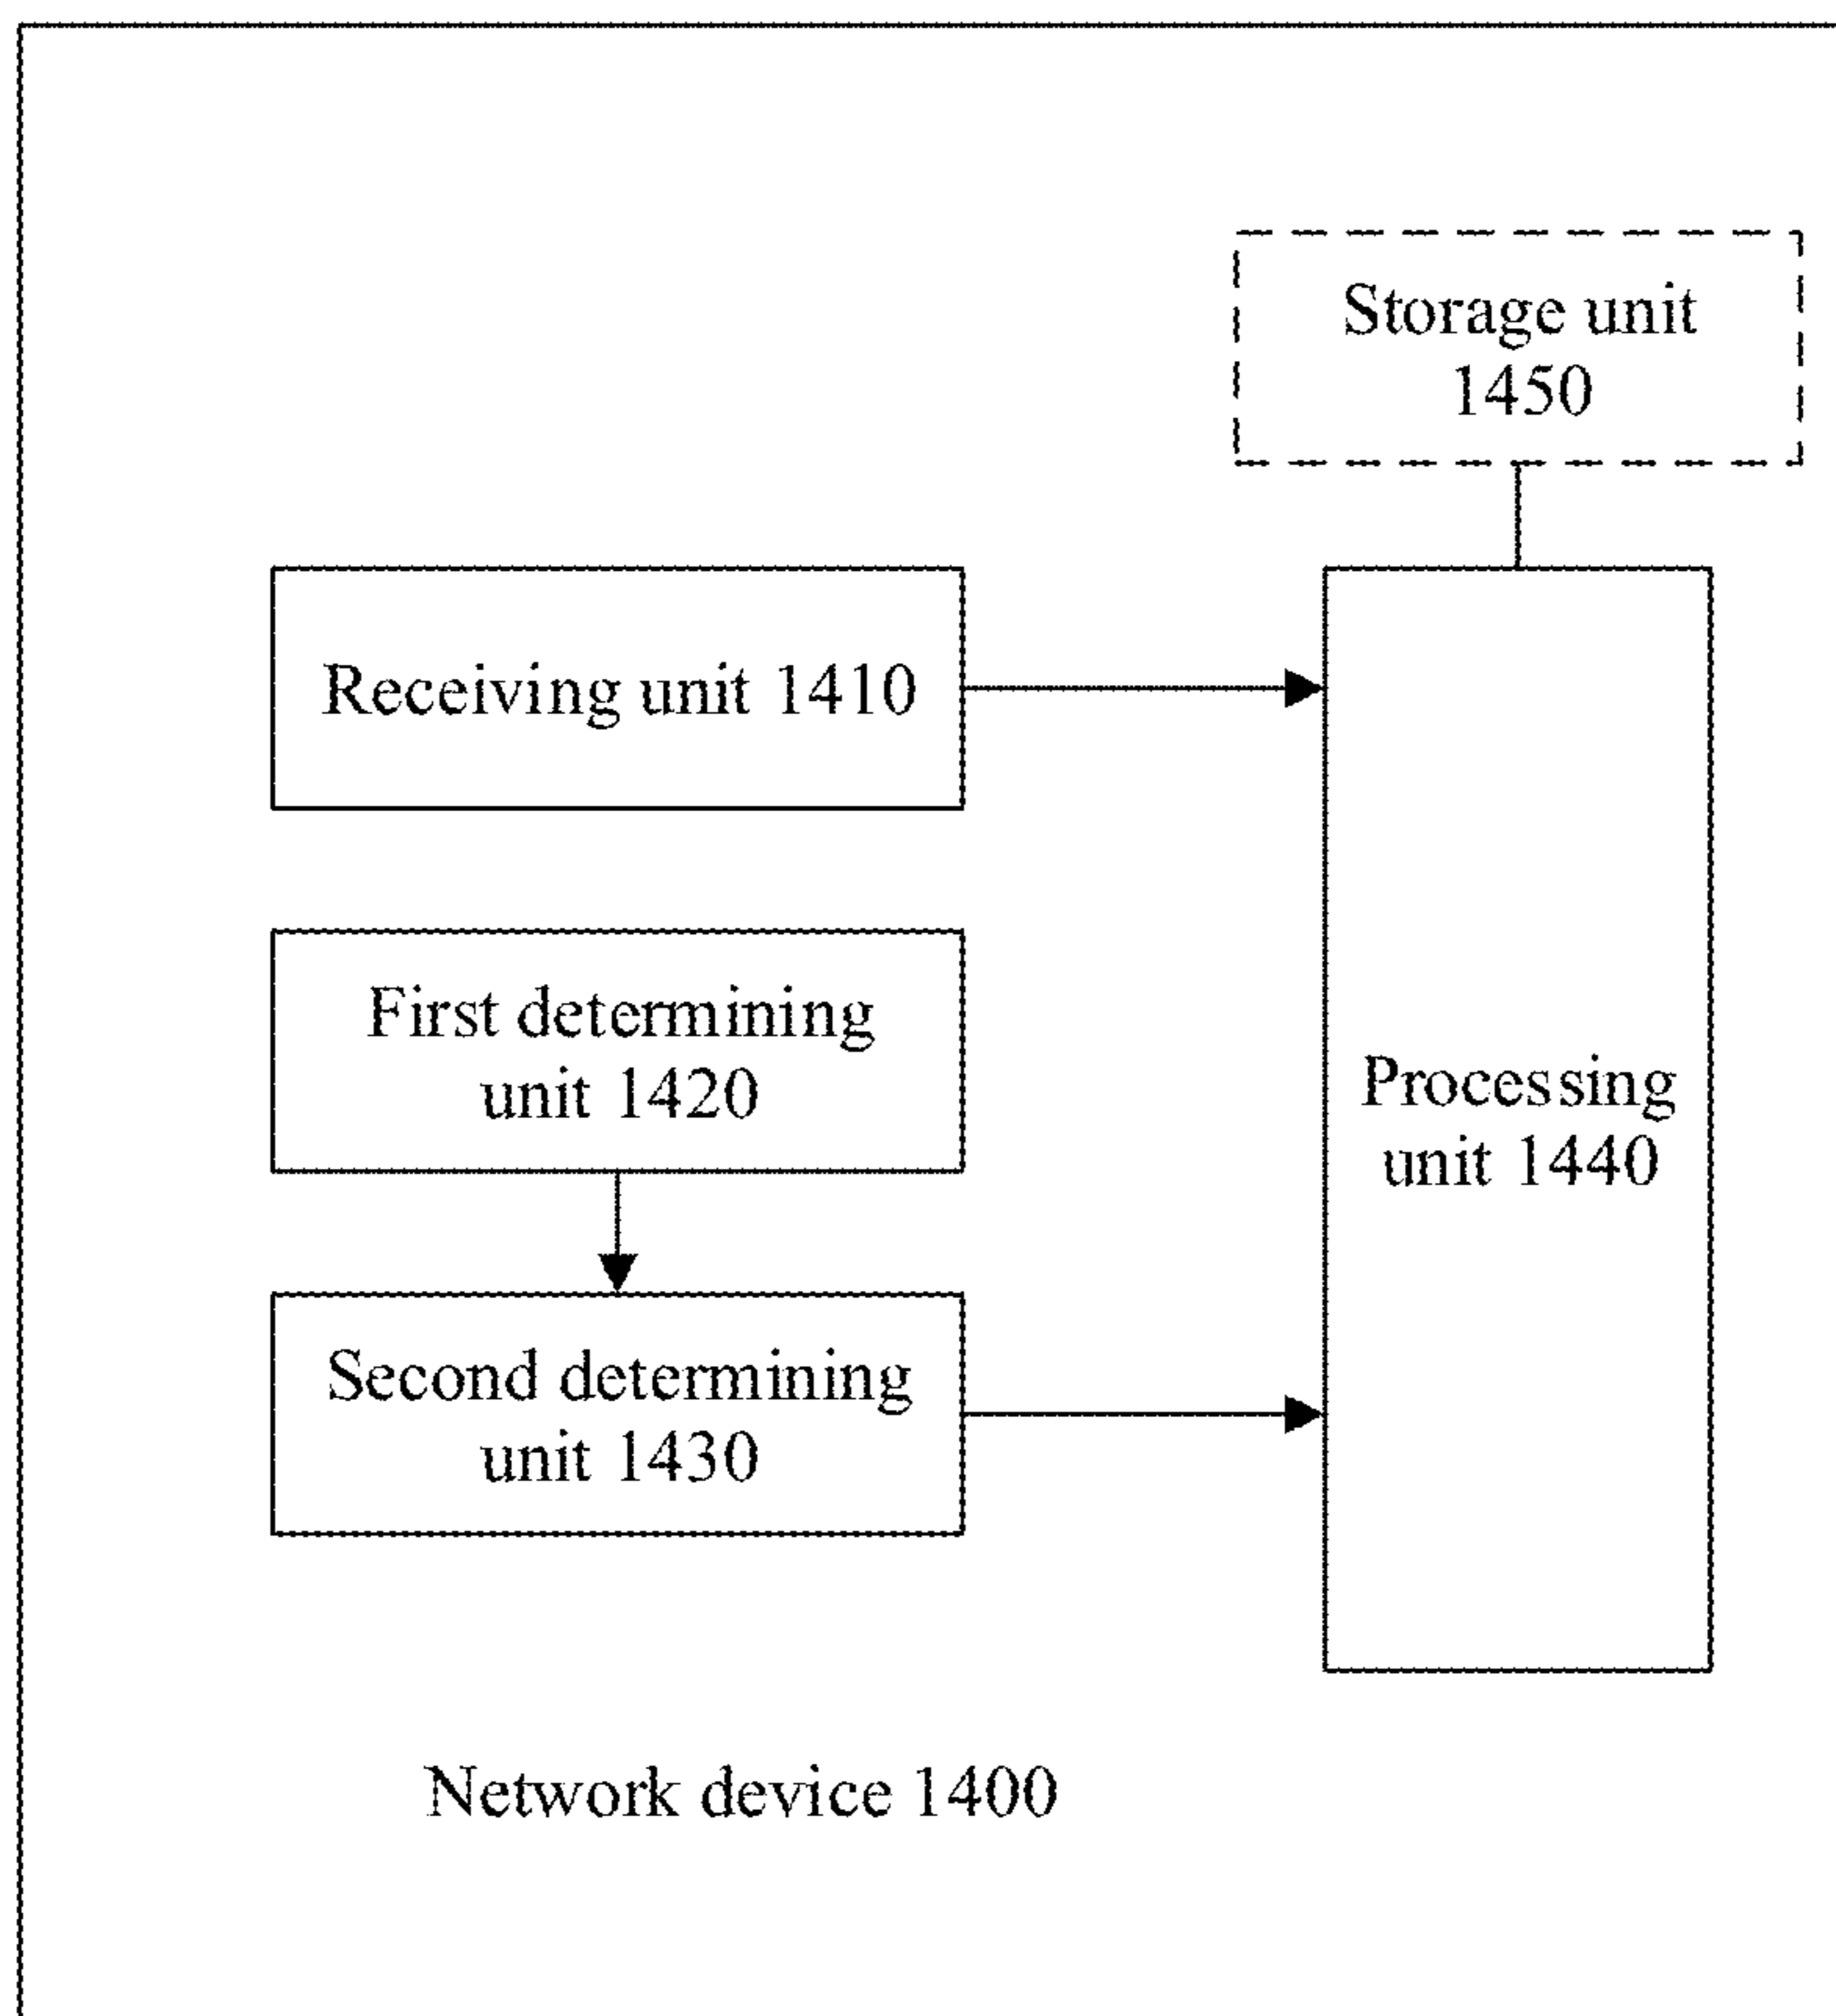 Storage unit
1450
Receiving unit 1410
First determining
unit 1420
Processing
unit 1440
Second determining
unit 1430
Network device 1400